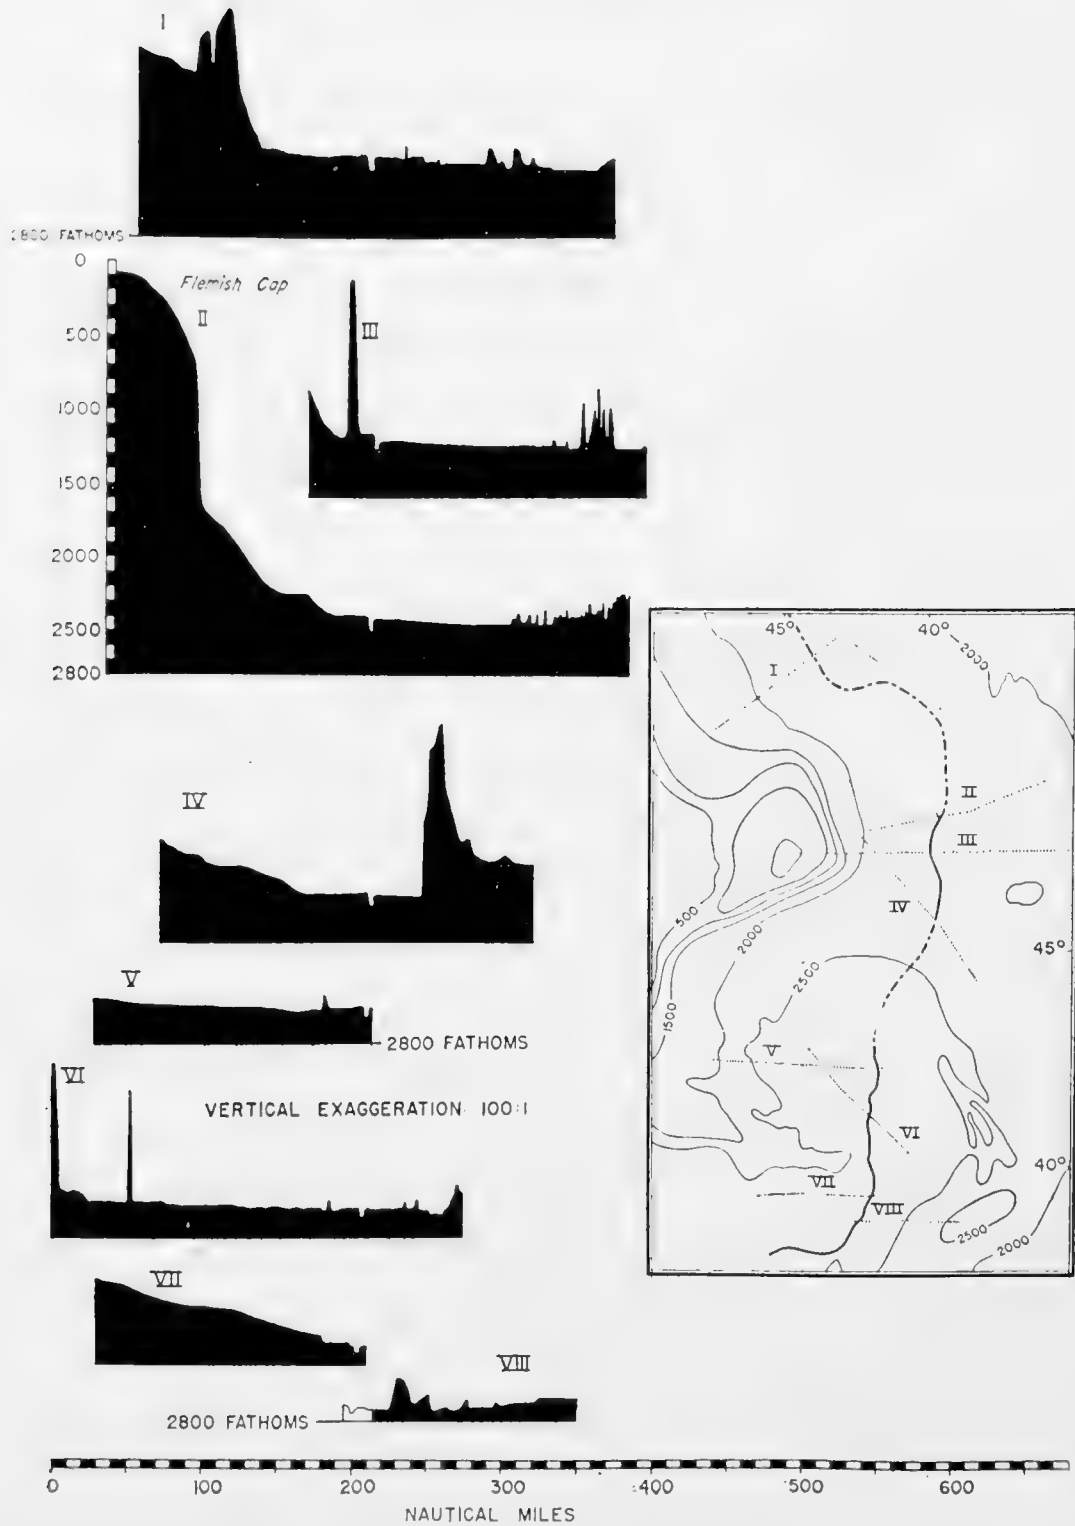 I
2800 FATHOMS
0
Flemish Cap
II
500
III
1000
1500
2000
2500
2800
45°
40°
2000
I
II
III
IV
500
2000
2500
45°
1500
V
VI
40°
VII
VIII
2500
2000
IV
V
2800 FATHOMS
VI
VERTICAL EXAGGERATION 100:1
VII
VIII
2800 FATHOMS
0 100 200 300 400 500 600
NAUTICAL MILES